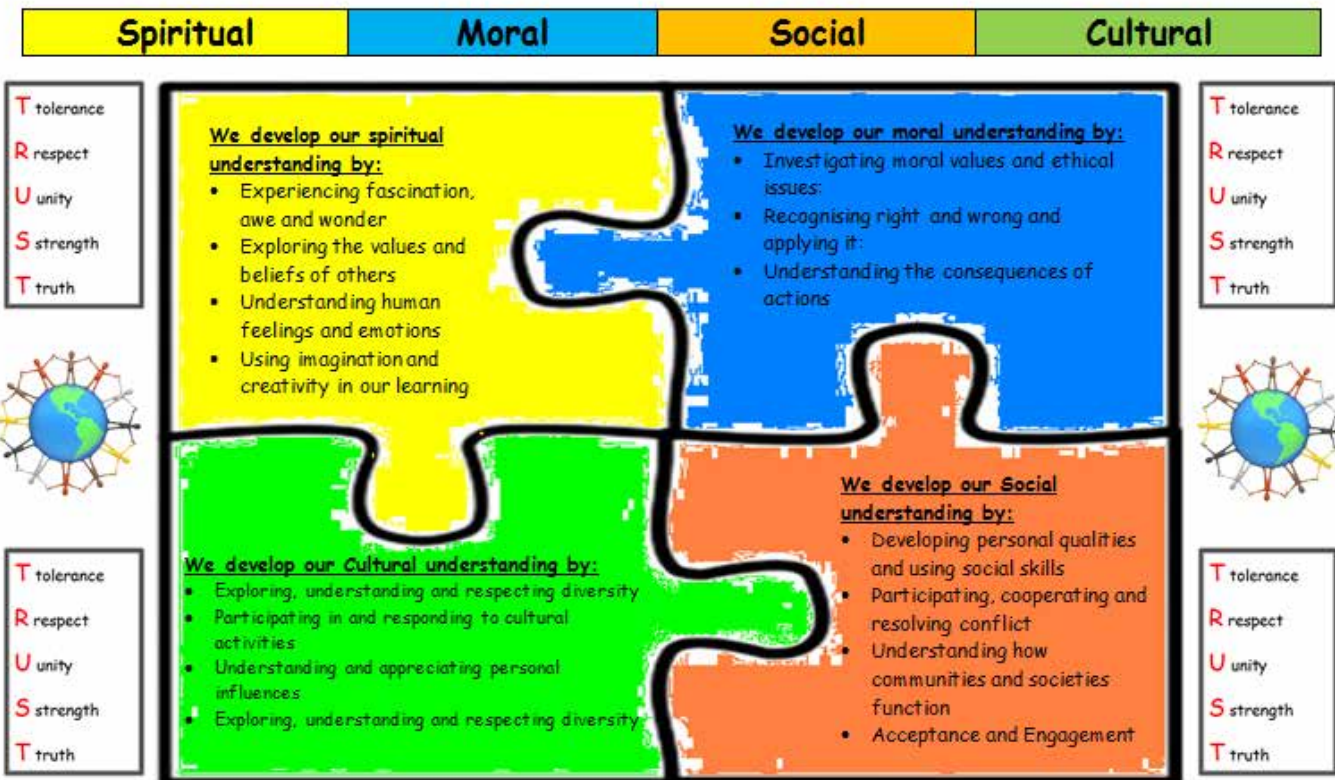 Spiritual
Moral
Social
Cultural
T tolerance
R respect
U unity
S strength
T truth
We develop our spiritual
understanding by:
• Experiencing fascination,
awe and wonder
• Exploring the values and
beliefs of others
▪ Understanding human
feelings and emotions
▪ Using imagination and
creativity in our learning
We develop our moral understanding by:
• Investigating moral values and ethical
issues:
• Recognising right and wrong and
applying it:
• Understanding the consequences of
actions
T tolerance
R respect
U unity
S strength
T truth
T tolerance
R respect
U unity
S strength
T truth
We develop our Cultural understanding by:
• Exploring, understanding and respecting diversity
• Participating in and responding to cultural
activities
• Understanding and appreciating personal
influences
• Exploring, understanding and respecting diversity
We develop our Social
understanding by:
• Developing personal qualities
and using social skills
• Participating, cooperating and
resolving conflict
• Understanding how
communities and societies
function
• Acceptance and Engagement
T tolerance
R respect
U unity
S strength
T truth